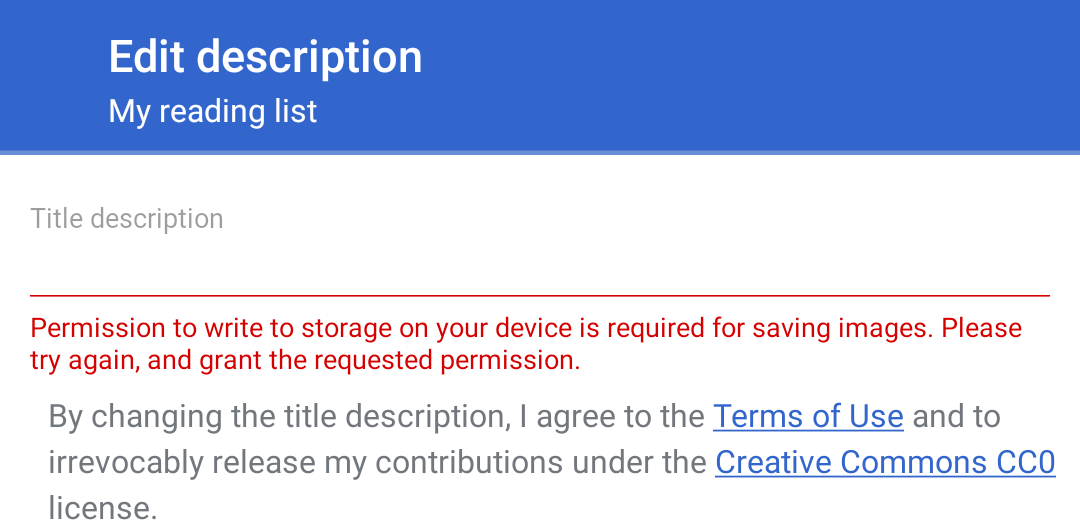 Edit description
My reading list
Title description
Permission to write to storage on your device is required for saving images. Please
try again, and grant the requested permission.
By changing the title description, I agree to the Terms of Use and to
irrevocably release my contributions under the Creative Commons CC0
license.